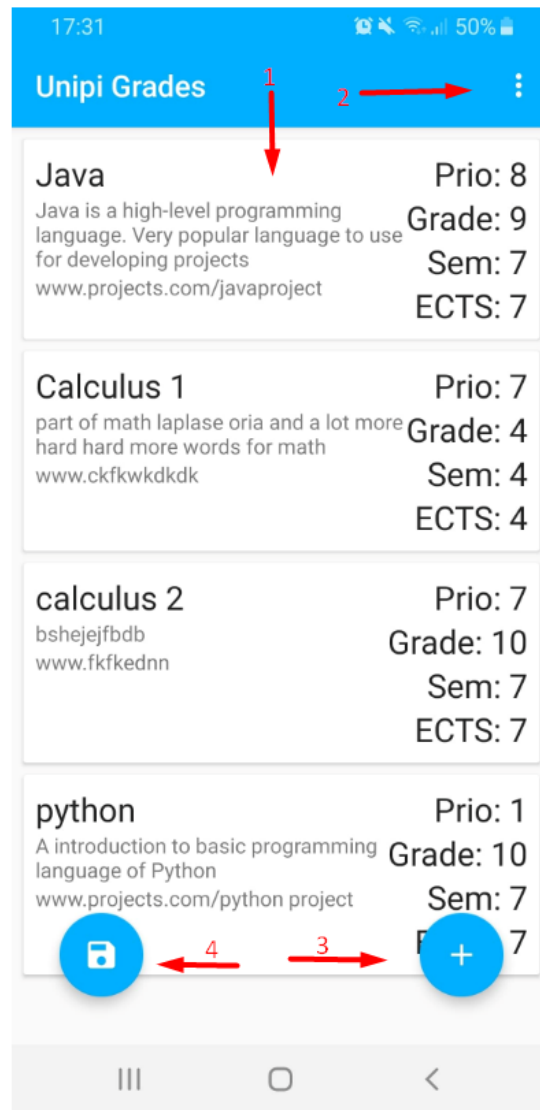 17:31 50%
Unipi Grades
1
2
Java
Java is a high-level programming
language. Very popular language to use
for developing projects
www.projects.com/javaproject
Prio: 8
Grade: 9
Sem: 7
ECTS: 7
Calculus 1
part of math laplase oria and a lot more
hard hard more words for math
www.ckfkwkdkdk
Prio: 7
Grade: 4
Sem: 4
ECTS: 4
calculus 2
bshejejfbdb
www.fkfkednn
Prio: 7
Grade: 10
Sem: 7
ECTS: 7
python
A introduction to basic programming
language of Python
www.projects.com/python project
Prio: 1
Grade: 10
Sem: 7
7
4
3